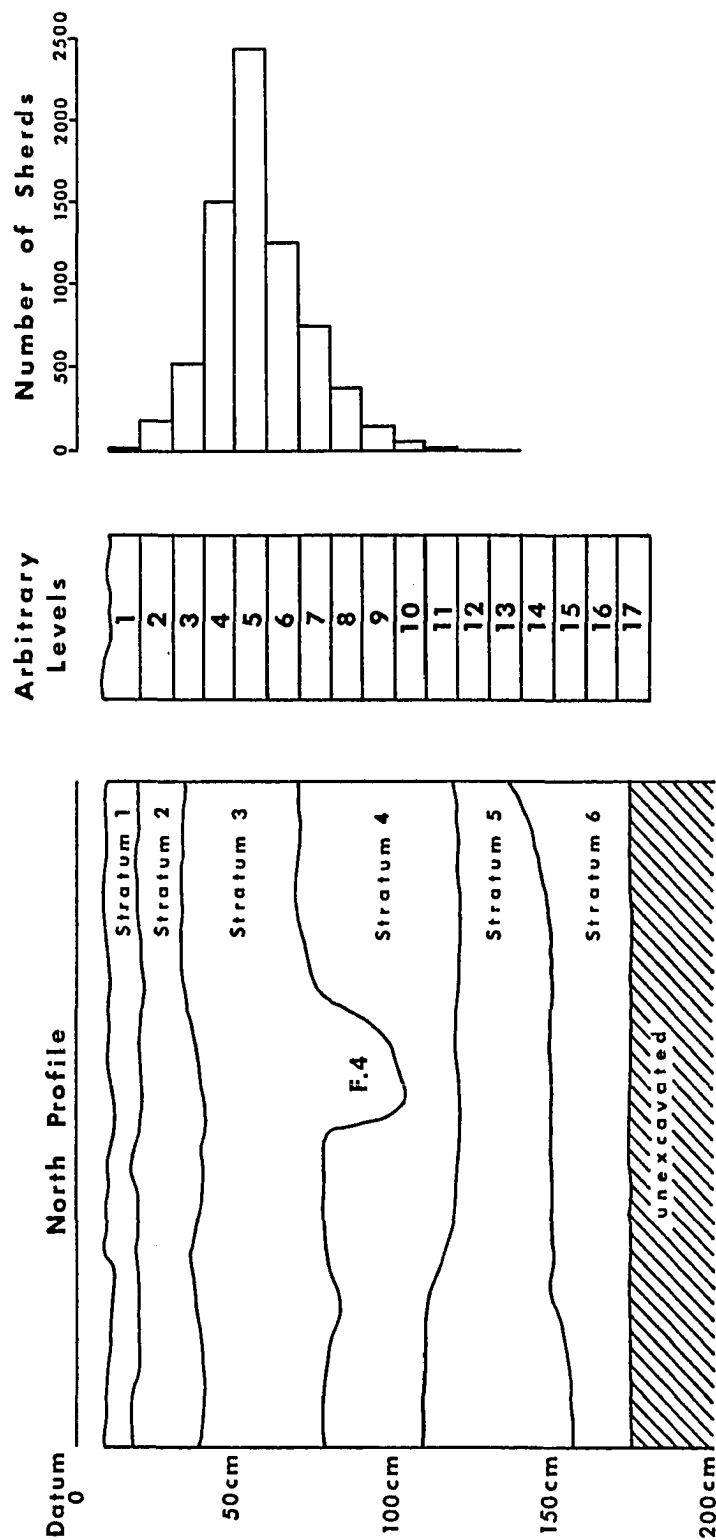 North Profile
Datum
0
50cm
100cm
150cm
200cm
Stratum 1
Stratum 2
Stratum 3
F.4
Stratum 4
Stratum 5
Stratum 6
unexcavated
Arbitrary
Levels
1
2
3
4
5
6
7
8
9
10
11
12
13
14
15
16
17
Number of Sherds
0
500
1000
1500
2000
2500